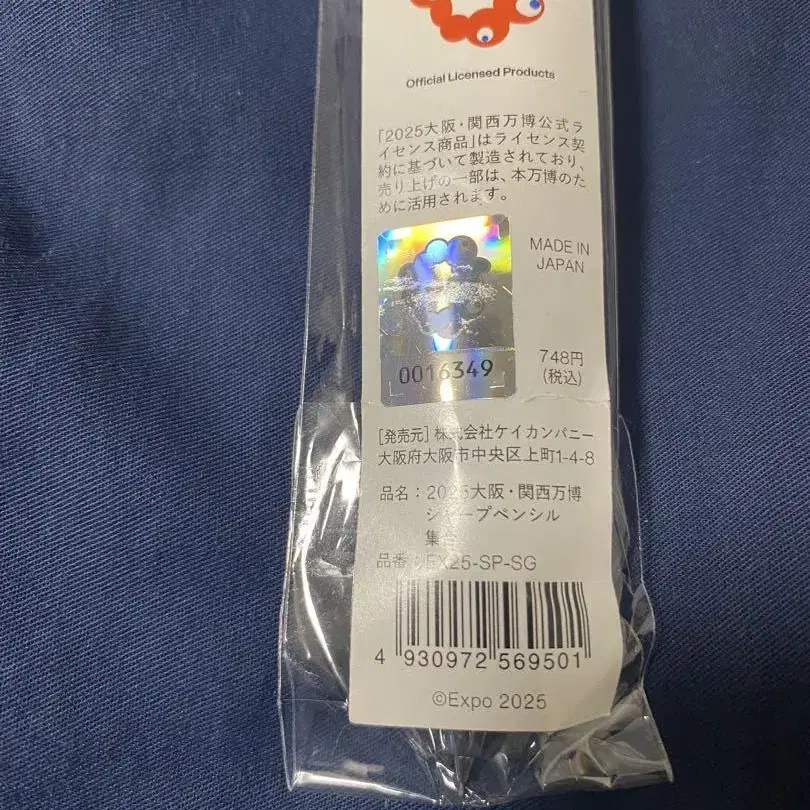 Official Licensed Products
「2025大阪・関西万博公式ラ
イセンス商品」はライセンス契
約に基づいて製造されており、
売り上げの一部は、本万博のた
めに活用されます。
MADE IN
JAPAN
0016349
748円
(税込)
[発売元] 株式会社ケイカンパニー
大阪府大阪市中央区上町1-4-8
品名：2025大阪・関西万博
シャープペンシル
集合
品番：EX25-SP-SG
4 930972 569501
©Expo 2025